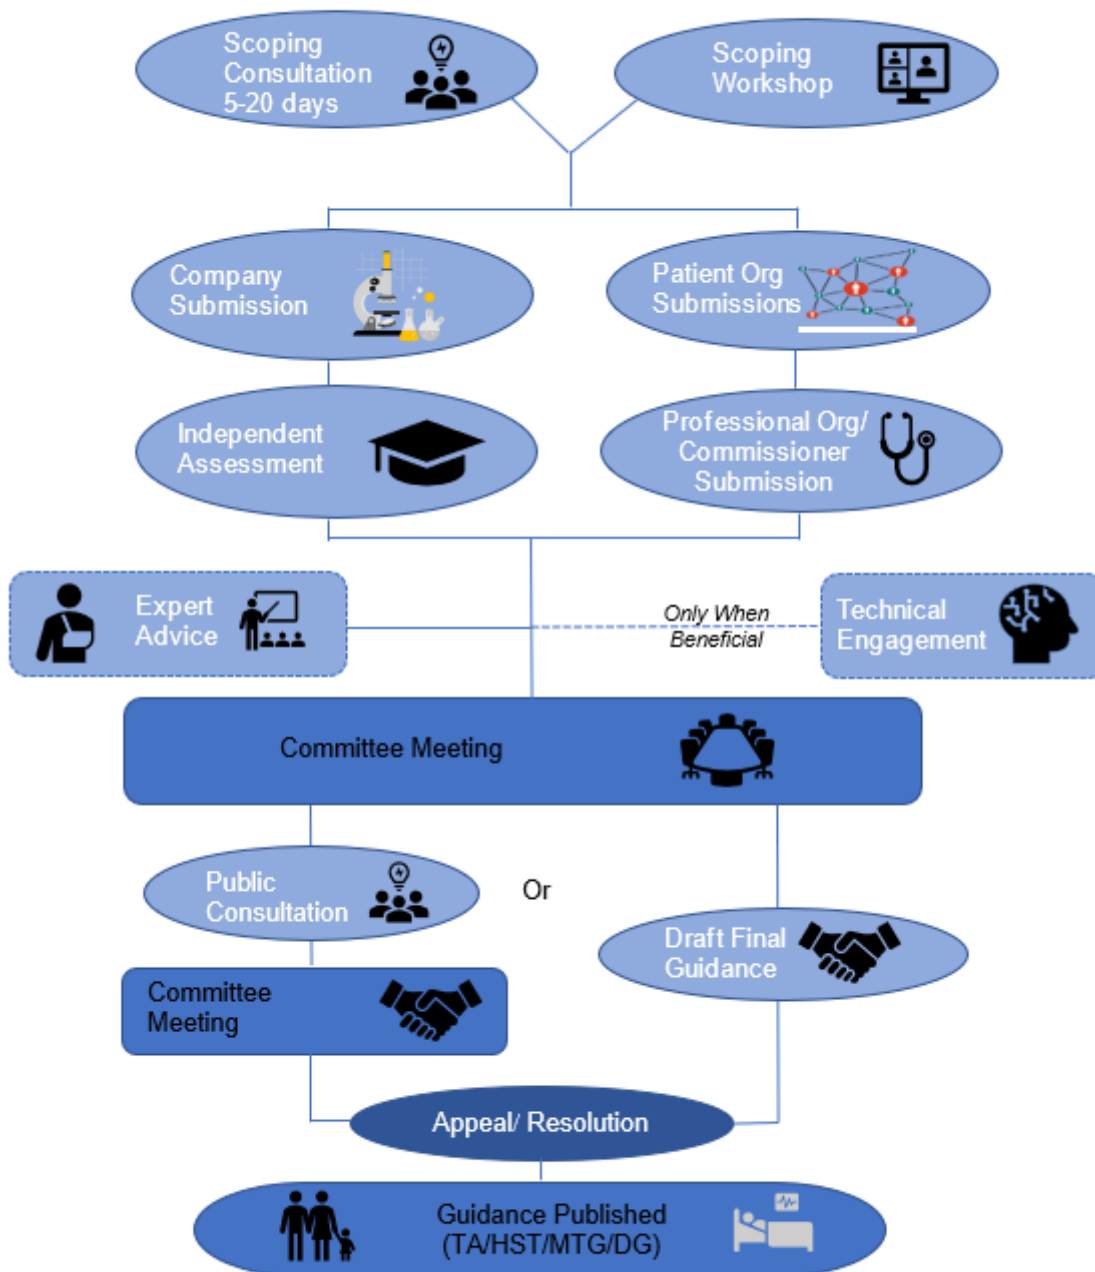 Scoping
Consultation
5-20 days
Scoping
Workshop
Company
Submission
Patient Org
Submissions
Independent
Assessment
Professional Org/
Commissioner
Submission
Expert
Advice
Only When
Beneficial
Technical
Engagement
Committee Meeting
Public
Consultation
Or
Draft Final
Guidance
Committee
Meeting
Appeal/ Resolution
Guidance Published
(TA/HST/MTG/DG)